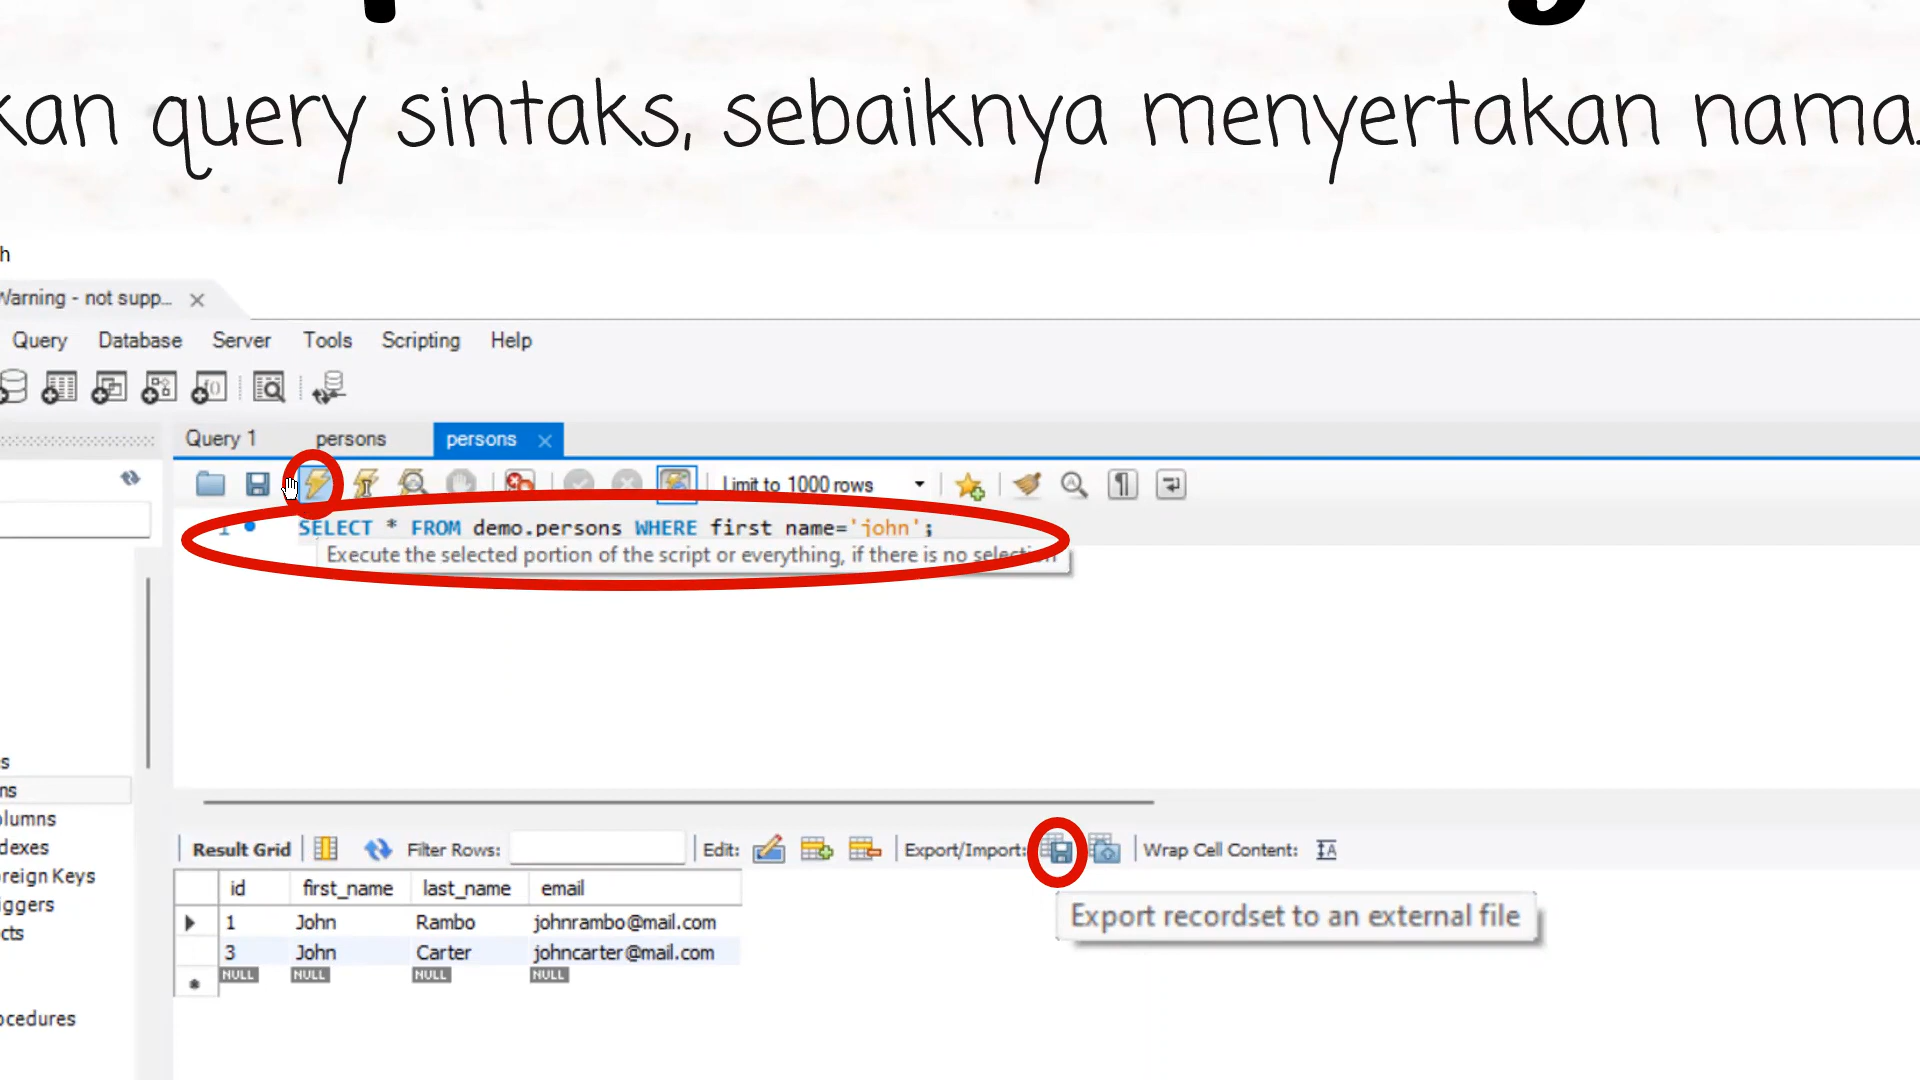 kan query sintaks, sebaiknya menyertakan nama
h
Warning - not supp...
Query Database Server Tools Scripting Help
Query 1 persons persons
Limit to 1000 rows
1 SELECT * FROM demo.persons WHERE first_name='john';
Execute the selected portion of the script or everything, if there is no selection
s
ns
olumns
dexes
oreign Keys
iggers
cts
ocedures
Result Grid Filter Rows: Edit: Export/Import: Wrap Cell Content:
Export recordset to an external file
id first_name last_name email
1 John Rambo johnrambo@mail.com
3 John Carter johncarter@mail.com
NULL NULL NULL NULL